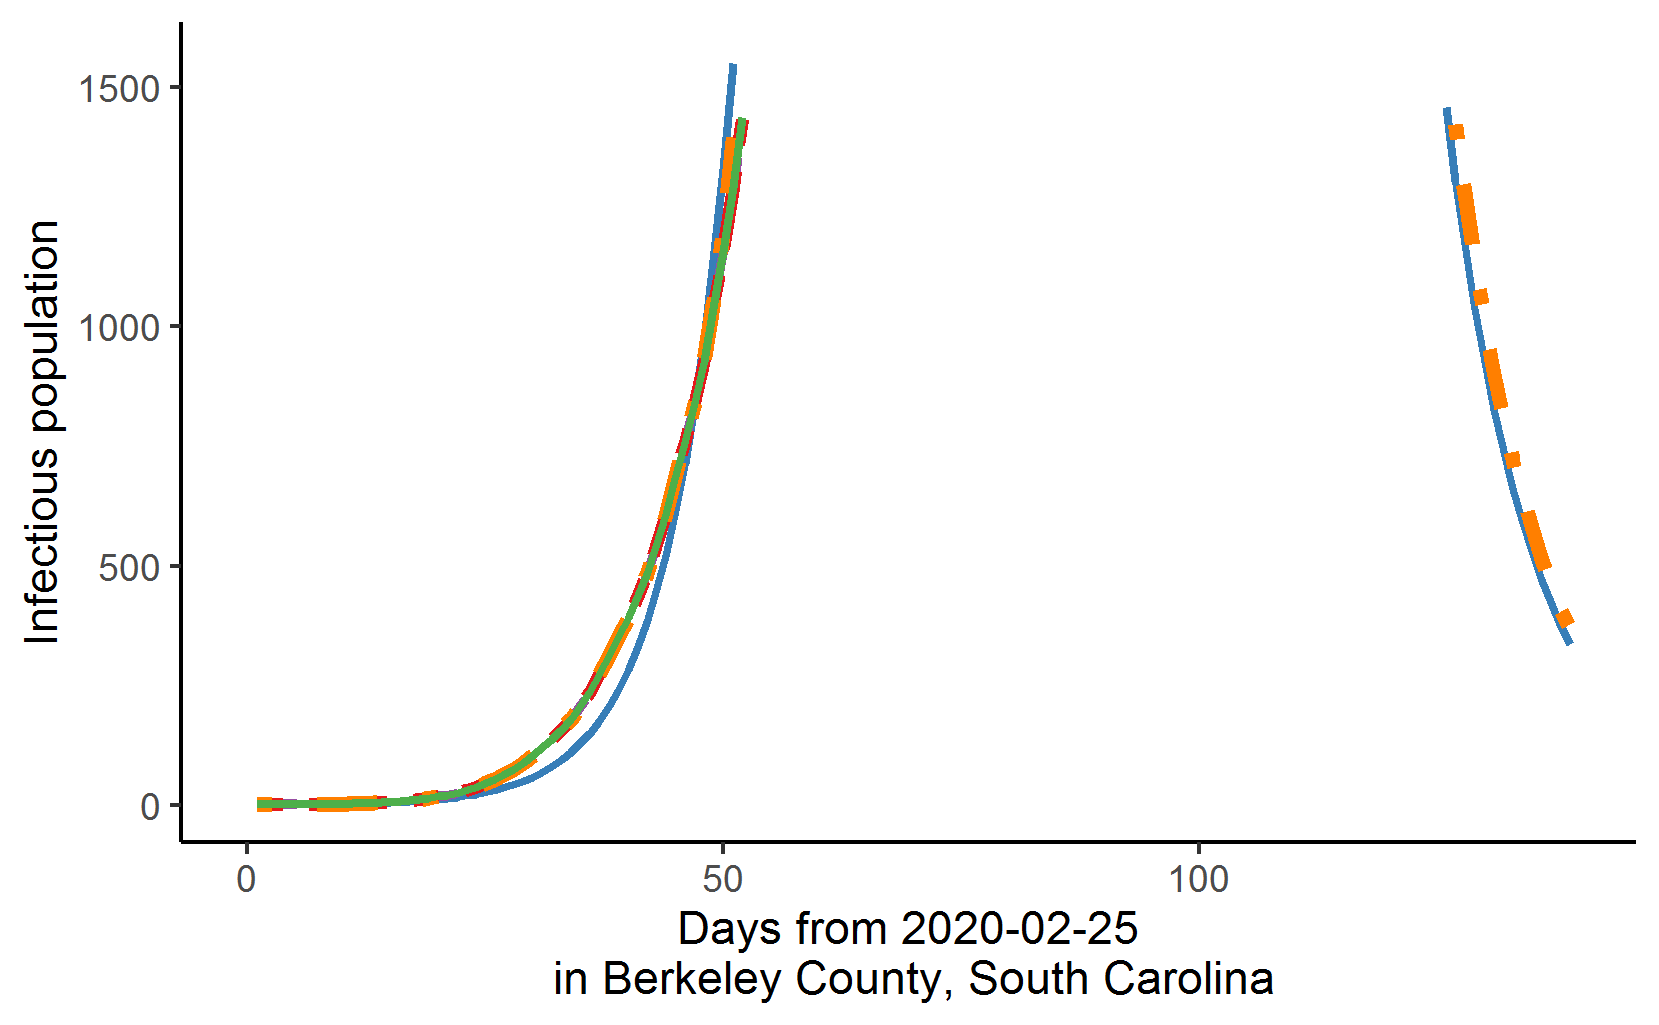 Infectious population
1500
1000
500
0
0 50 100
Days from 2020-02-25
in Berkeley County, South Carolina